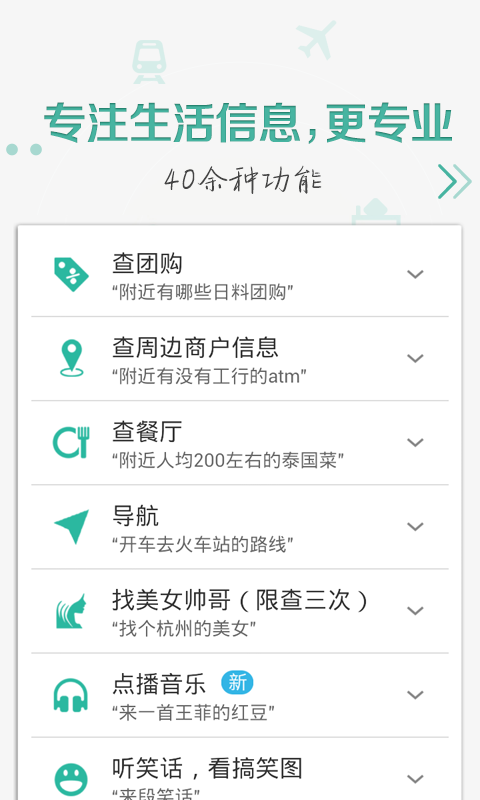 专注生活信息,更专业
40余种功能
查团购
“附近有哪些日料团购”
查周边商户信息
“附近有没有工行的atm”
查餐厅
“附近人均200左右的泰国菜”
导航
“开车去火车站的路线”
找美女帅哥（限查三次）
“找个杭州的美女”
点播音乐 新
“来一首王菲的红豆”
听笑话，看搞笑图
“来段笑话”